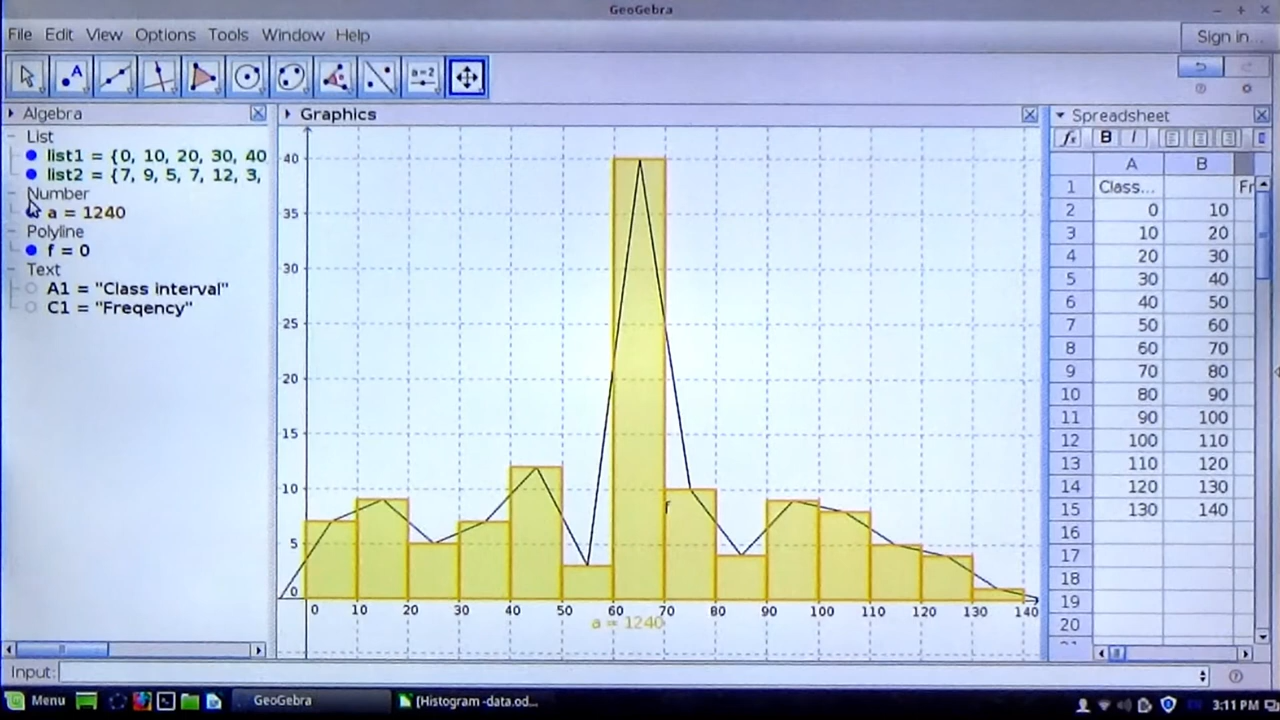 GeoGebra
File Edit View Options Tools Window Help
Sign in...
A
a=2
Algebra
Graphics
Spreadsheet
List
list1 = {0, 10, 20, 30, 40
list2 = {7, 9, 5, 7, 12, 3,
Number
a = 1240
Polyline
f = 0
Text
A1 = "Class interval"
C1 = "Freqency"
40
35
30
25
20
15
10
5
0
0 10 20 30 40 50 60 70 80 90 100 110 120 130 140
a = 1240
f
fx B I
A B
1 Class... Fr
2 0 10
3 10 20
4 20 30
5 30 40
6 40 50
7 50 60
8 60 70
9 70 80
10 80 90
11 90 100
12 100 110
13 110 120
14 120 130
15 130 140
16
17
18
19
20
Input:
Menu GeoGebra [Histogram -data.od... 3:11 PM